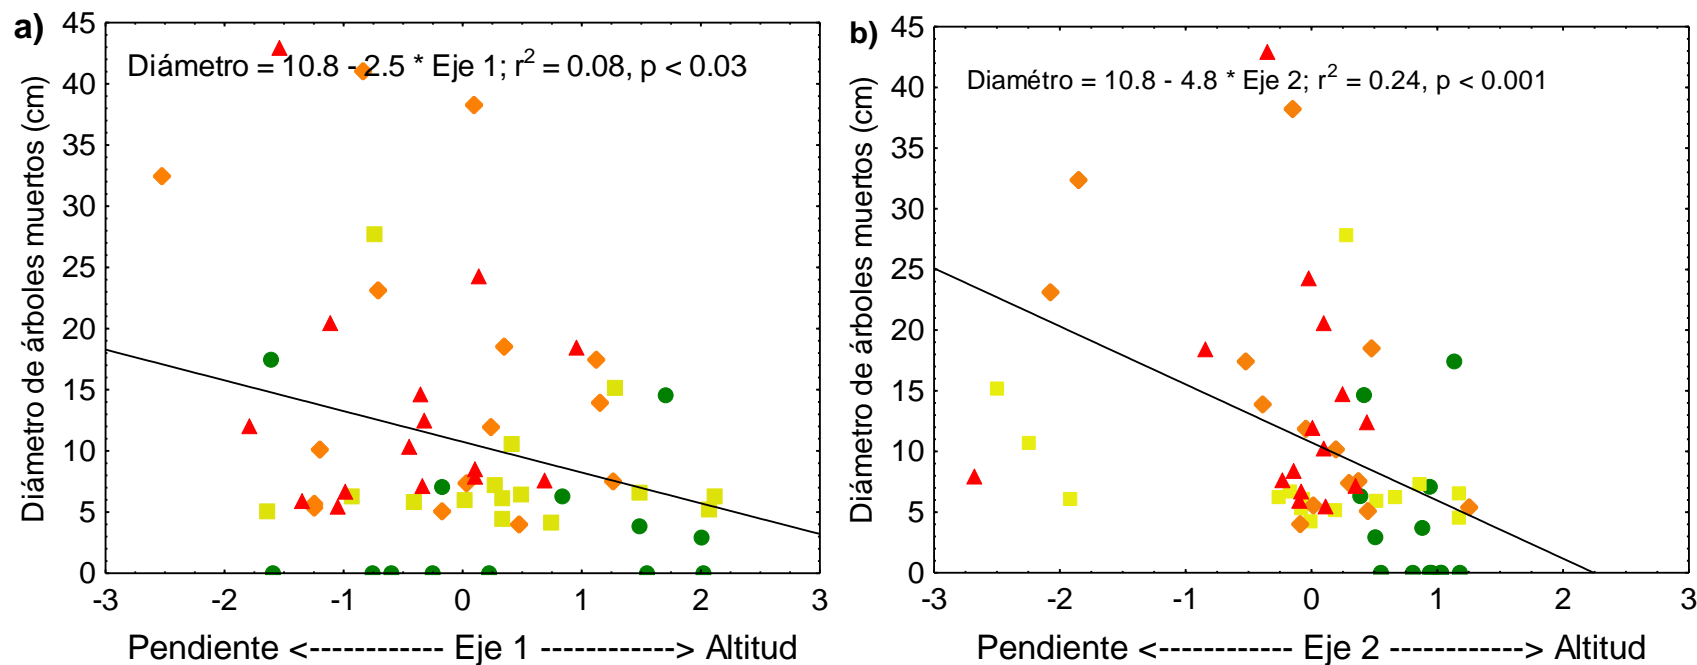 a)
Diámetro = 10.8 - 2.5 * Eje 1; r² = 0.08, p < 0.03
Diámetro de árboles muertos (cm)
45
40
35
30
25
20
15
10
5
0
-3 -2 -1 0 1 2 3
Pendiente <------------ Eje 1 ------------> Altitud
b)
Diamétro = 10.8 - 4.8 * Eje 2; r² = 0.24, p < 0.001
Diámetro de árboles muertos (cm)
45
40
35
30
25
20
15
10
5
0
-3 -2 -1 0 1 2 3
Pendiente <------------ Eje 2 ------------> Altitud